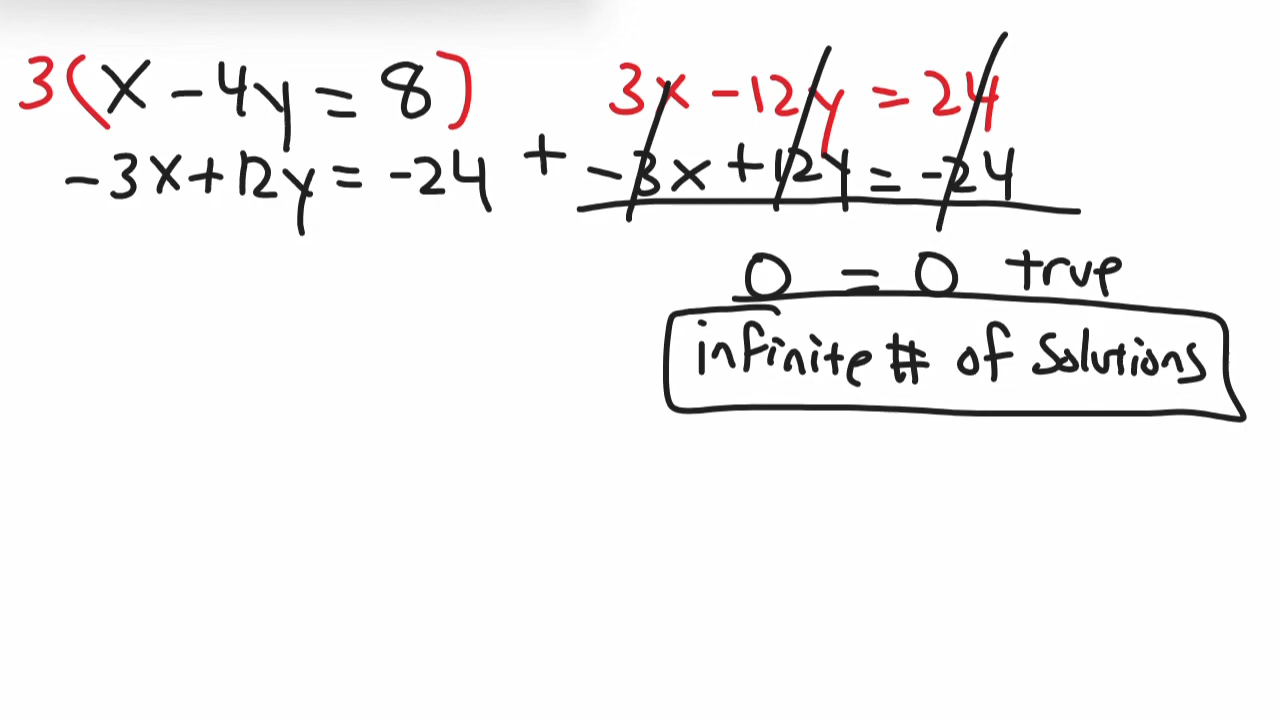 3(x - 4y = 8)
-3x + 12y = -24
3x - 12y = 24
+ -3x + 12y = -24
0 = 0 true
infinite # of solutions